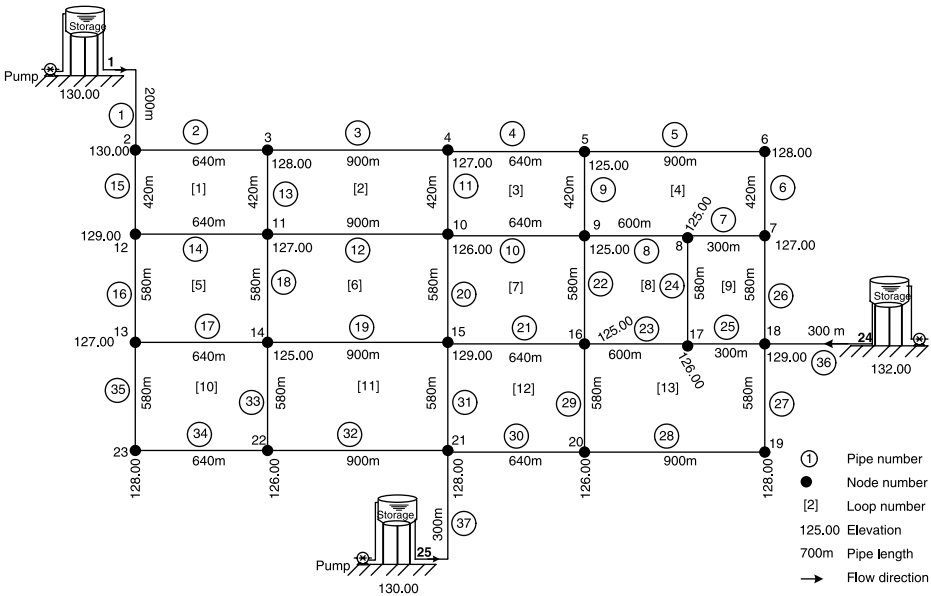 Storage
Pump
1
130.00
200m
1
2 2 3 3 4 4 5 5 6
130.00 640m 128.00 900m 127.00 640m 125.00 900m 128.00
15 420m [1] 420m 13 [2] 420m 11 [3] 420m 9 [4] 420m 6
640m 900m 640m 600m 125.00 7
129.00 11 10 9 8 7
12 14 127.00 12 126.00 10 125.00 8 300m 127.00
16 580m [5] 580m 18 [6] 580m 20 [7] 580m 22 [8] 24 [9] 580m 26
Storage
13 17 14 19 15 21 16 125.00 23 17 25 18 300 m 24
127.00 640m 125.00 900m 129.00 640m 600m 126.00 300m 129.00 36 132.00
35 580m [10] 580m 33 [11] 580m 31 [12] 580m 29 [13] 580m 27
23 34 22 32 21 30 20 28 19
128.00 640m 126.00 900m 128.00 640m 126.00 900m 128.00
Storage
300m 37
Pump
25
130.00
1 Pipe number
Node number
[2] Loop number
125.00 Elevation
700m Pipe length
Flow direction